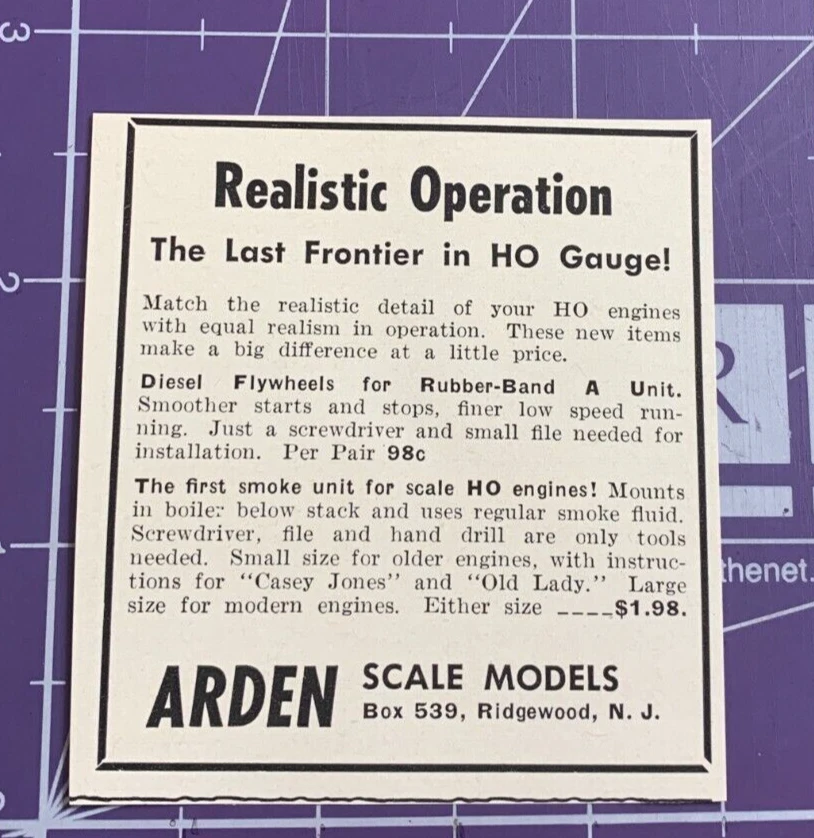 3
Realistic Operation
The Last Frontier in HO Gauge!
Match the realistic detail of your HO engines
with equal realism in operation. These new items
make a big difference at a little price.
2
Diesel Flywheels for Rubber-Band A Unit.
Smoother starts and stops, finer low speed run-
ning. Just a screwdriver and small file needed for
installation. Per Pair 98c
R
The first smoke unit for scale HO engines! Mounts
in boiler below stack and uses regular smoke fluid.
Screwdriver, file and hand drill are only tools
needed. Small size for older engines, with instruc-
tions for "Casey Jones" and "Old Lady." Large
size for modern engines. Either size ----$1.98.
1
thenet.
ARDEN SCALE MODELS
Box 539, Ridgewood, N. J.
0